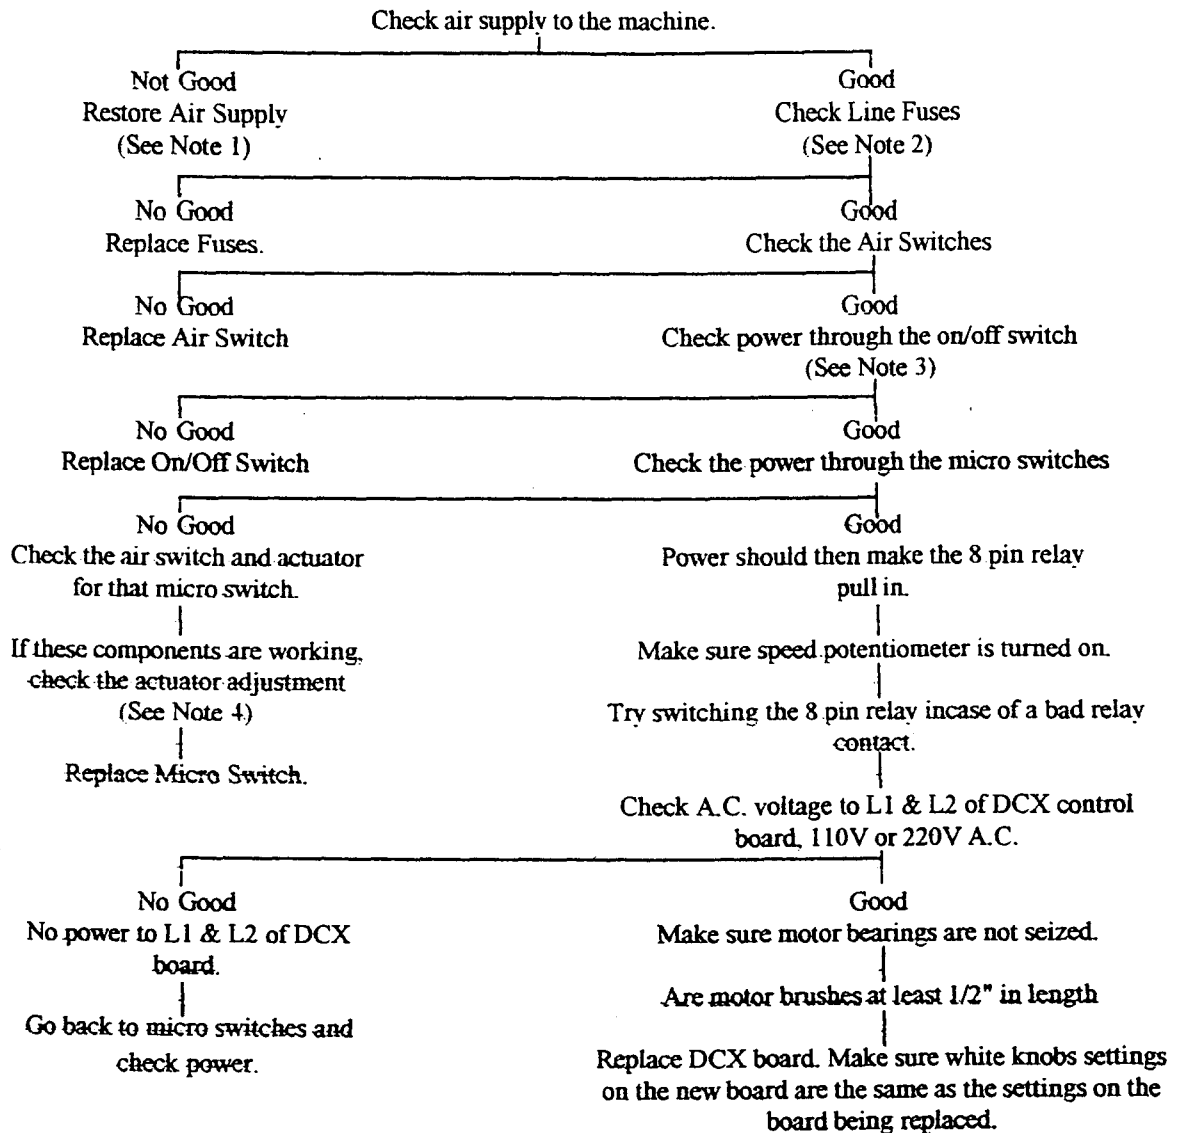 Check air supply to the machine.
Not Good
Restore Air Supply
(See Note 1)
Good
Check Line Fuses
(See Note 2)
No Good
Replace Fuses.
Good
Check the Air Switches
No Good
Replace Air Switch
Good
Check power through the on/off switch
(See Note 3)
No Good
Replace On/Off Switch
Good
Check the power through the micro switches
No Good
Check the air switch and actuator
for that micro switch.
If these components are working,
check the actuator adjustment
(See Note 4)
Replace Micro Switch.
Good
Power should then make the 8 pin relay
pull in.
Make sure speed potentiometer is turned on.
Try switching the 8 pin relay incase of a bad relay
contact.
Check A.C. voltage to L1 & L2 of DCX control
board, 110V or 220V A.C.
No Good
No power to L1 & L2 of DCX
board.
Go back to micro switches and
check power.
Good
Make sure motor bearings are not seized.
Are motor brushes at least 1/2" in length
Replace DCX board. Make sure white knobs settings
on the new board are the same as the settings on the
board being replaced.